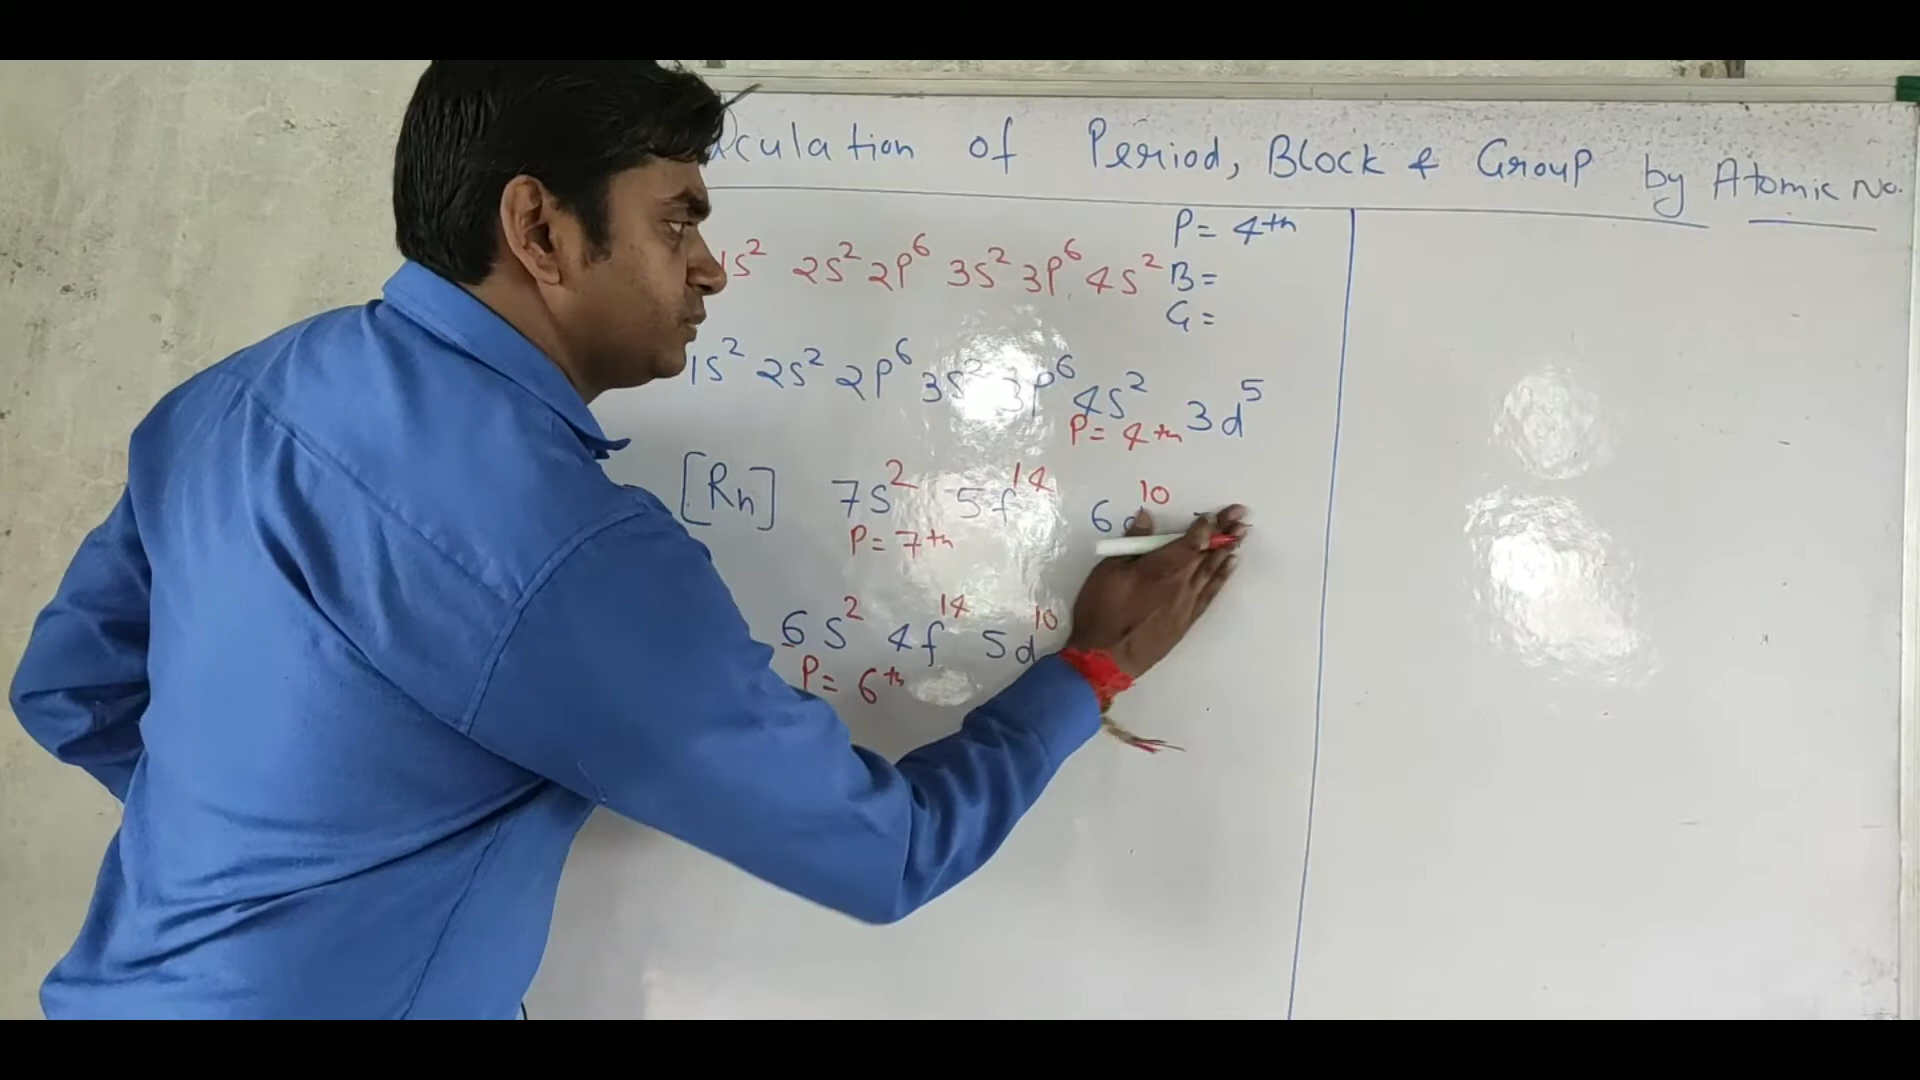 of Period, Block & Group by Atomic No.
1s² 2s² 2p⁶ 3s² 3p⁶ 4s²
P = 4th
B =
G =
1s² 2s² 2p⁶ 3s² 3p⁶ 4s² 3d⁵
P = 4th
[Rn] 7s² 5f¹⁴ 6d¹⁰
P = 7th
6s² 4f¹⁴ 5d¹⁰
P = 6th